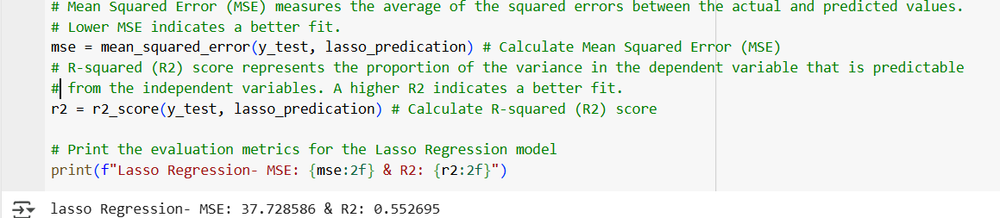 # Mean Squared Error (MSE) measures the average of the squared errors between the actual and predicted values.
# Lower MSE indicates a better fit.
mse = mean_squared_error(y_test, lasso_predication) # Calculate Mean Squared Error (MSE)
# R-squared (R2) score represents the proportion of the variance in the dependent variable that is predictable
# from the independent variables. A higher R2 indicates a better fit.
r2 = r2_score(y_test, lasso_predication) # Calculate R-squared (R2) score
# Print the evaluation metrics for the Lasso Regression model
print(f"Lasso Regression- MSE: {mse:2f} & R2: {r2:2f}")
lasso Regression- MSE: 37.728586 & R2: 0.552695